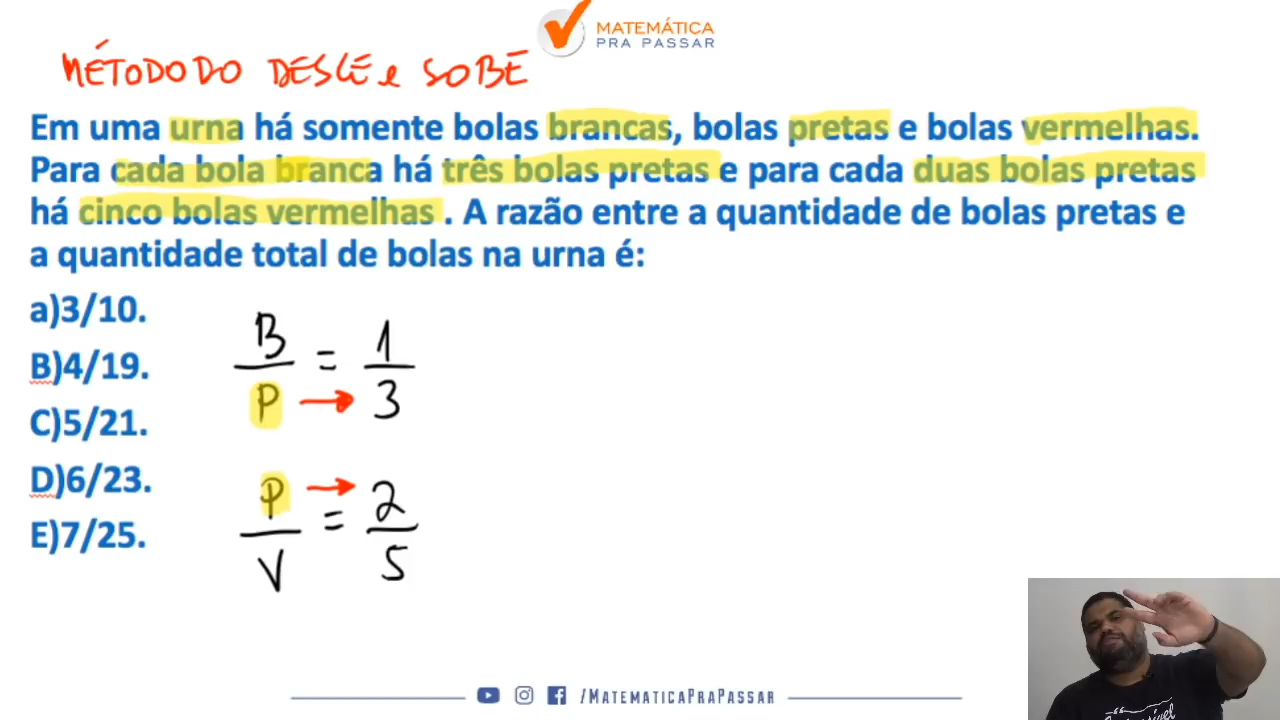 MATEMÁTICA
PRA PASSAR
MÉTODO DO DESCE e SOBE
Em uma urna há somente bolas brancas, bolas pretas e bolas vermelhas.
Para cada bola branca há três bolas pretas e para cada duas bolas pretas
há cinco bolas vermelhas . A razão entre a quantidade de bolas pretas e
a quantidade total de bolas na urna é:
a)3/10.
B)4/19.
C)5/21.
D)6/23.
E)7/25.
B = 1
P → 3
P → 2
V = 5
/MATEMATICAPRAPASSAR